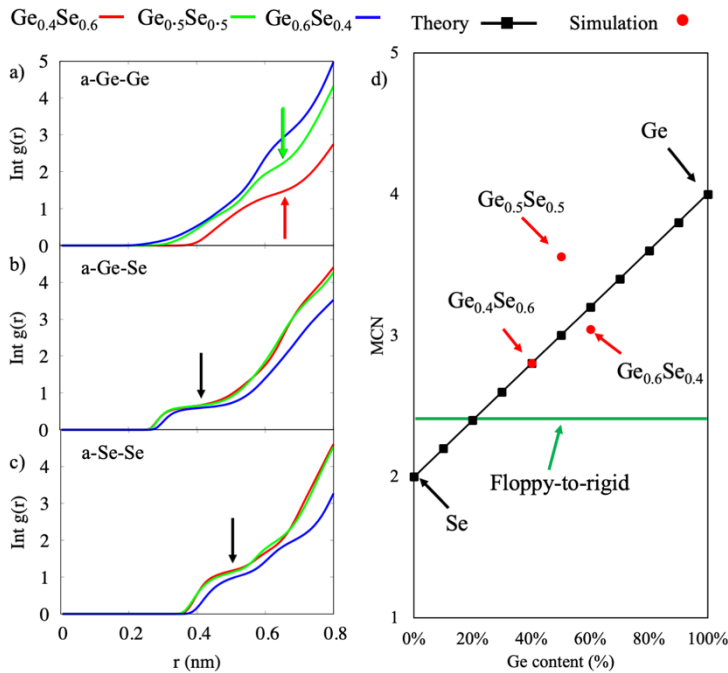 Ge0.4Se0.6 Ge0·5Se0·5 Ge0.6Se0.4 Theory Simulation
a) a-Ge-Ge
Int g(r)
5
4
3
2
1
0
b) a-Ge-Se
Int g(r)
4
3
2
1
0
c) a-Se-Se
Int g(r)
4
3
2
1
0
0 0.2 0.4 0.6 0.8
r (nm)
d)
MCN
5
4
3
2
1
Ge
Ge0.5Se0.5
Ge0.4Se0.6
Ge0.6Se0.4
Floppy-to-rigid
Se
0% 20% 40% 60% 80% 100%
Ge content (%)